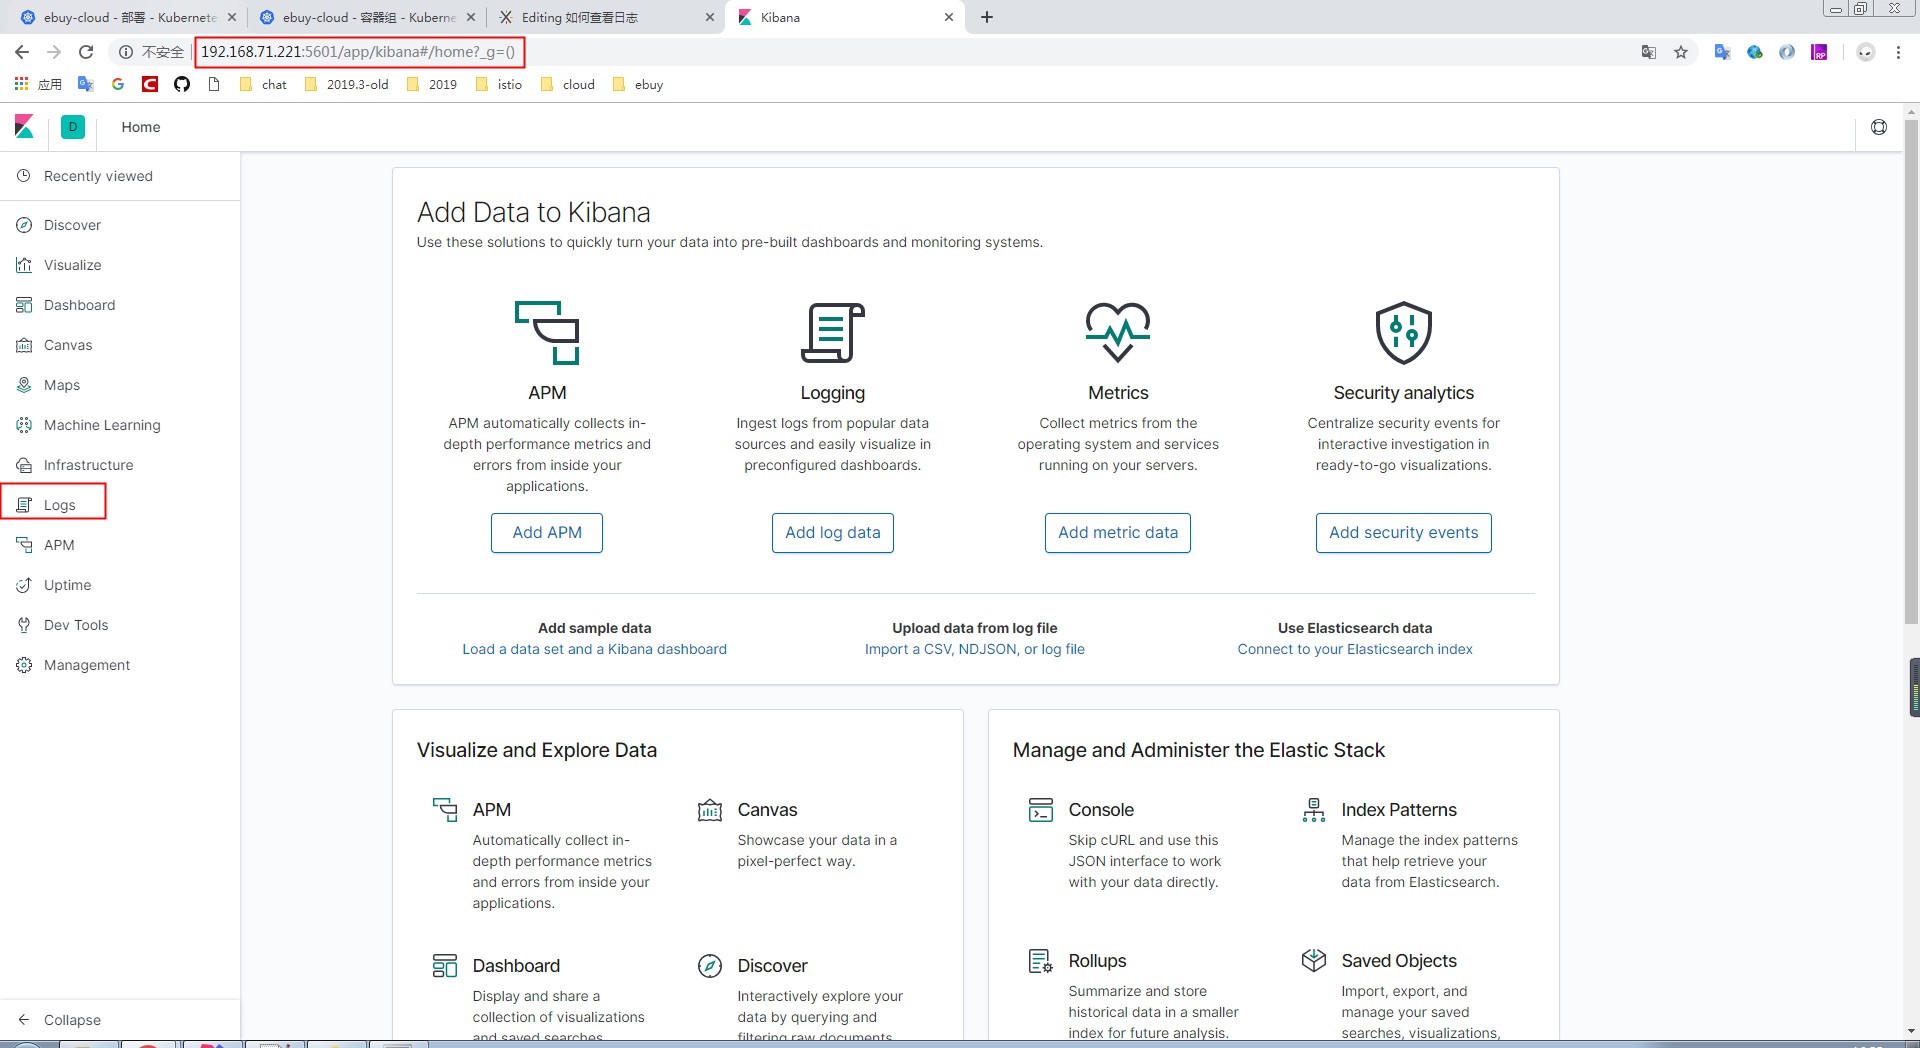 ebuy-cloud - 部署 - Kubernete
ebuy-cloud - 容器组 - Kuberne
Editing 如何查看日志
Kibana
不安全
192.168.71.221:5601/app/kibana#/home?_g=()
应用
chat
2019.3-old
2019
istio
cloud
ebuy
D
Home
Recently viewed
Discover
Visualize
Dashboard
Canvas
Maps
Machine Learning
Infrastructure
Logs
APM
Uptime
Dev Tools
Management
Collapse
Add Data to Kibana
Use these solutions to quickly turn your data into pre-built dashboards and monitoring systems.
APM
APM automatically collects in-
depth performance metrics and
errors from inside your
applications.
Add APM
Logging
Ingest logs from popular data
sources and easily visualize in
preconfigured dashboards.
Add log data
Metrics
Collect metrics from the
operating system and services
running on your servers.
Add metric data
Security analytics
Centralize security events for
interactive investigation in
ready-to-go visualizations.
Add security events
Add sample data
Load a data set and a Kibana dashboard
Upload data from log file
Import a CSV, NDJSON, or log file
Use Elasticsearch data
Connect to your Elasticsearch index
Visualize and Explore Data
APM
Automatically collect in-
depth performance metrics
and errors from inside your
applications.
Canvas
Showcase your data in a
pixel-perfect way.
Dashboard
Display and share a
collection of visualizations
and saved searches.
Discover
Interactively explore your
data by querying and
filtering raw documents.
Manage and Administer the Elastic Stack
Console
Skip cURL and use this
JSON interface to work
with your data directly.
Index Patterns
Manage the index patterns
that help retrieve your
data from Elasticsearch.
Rollups
Summarize and store
historical data in a smaller
index for future analysis.
Saved Objects
Import, export, and
manage your saved
searches, visualizations,